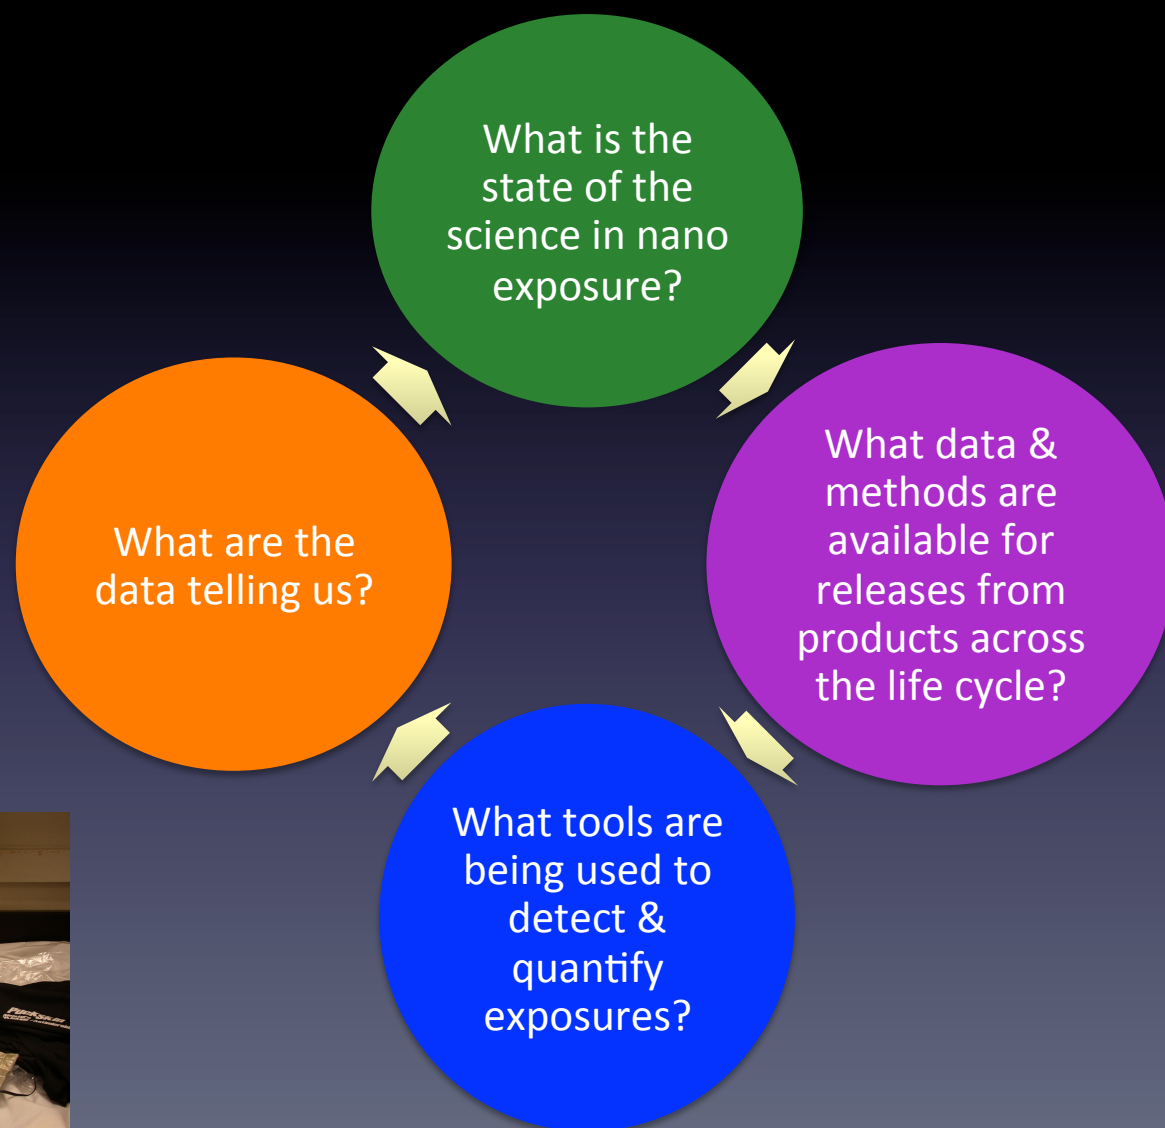 What is the
state of the
science in nano
exposure?
What data &
methods are
available for
releases from
products across
the life cycle?
What tools are
being used to
detect &
quantify
exposures?
What are the
data telling us?